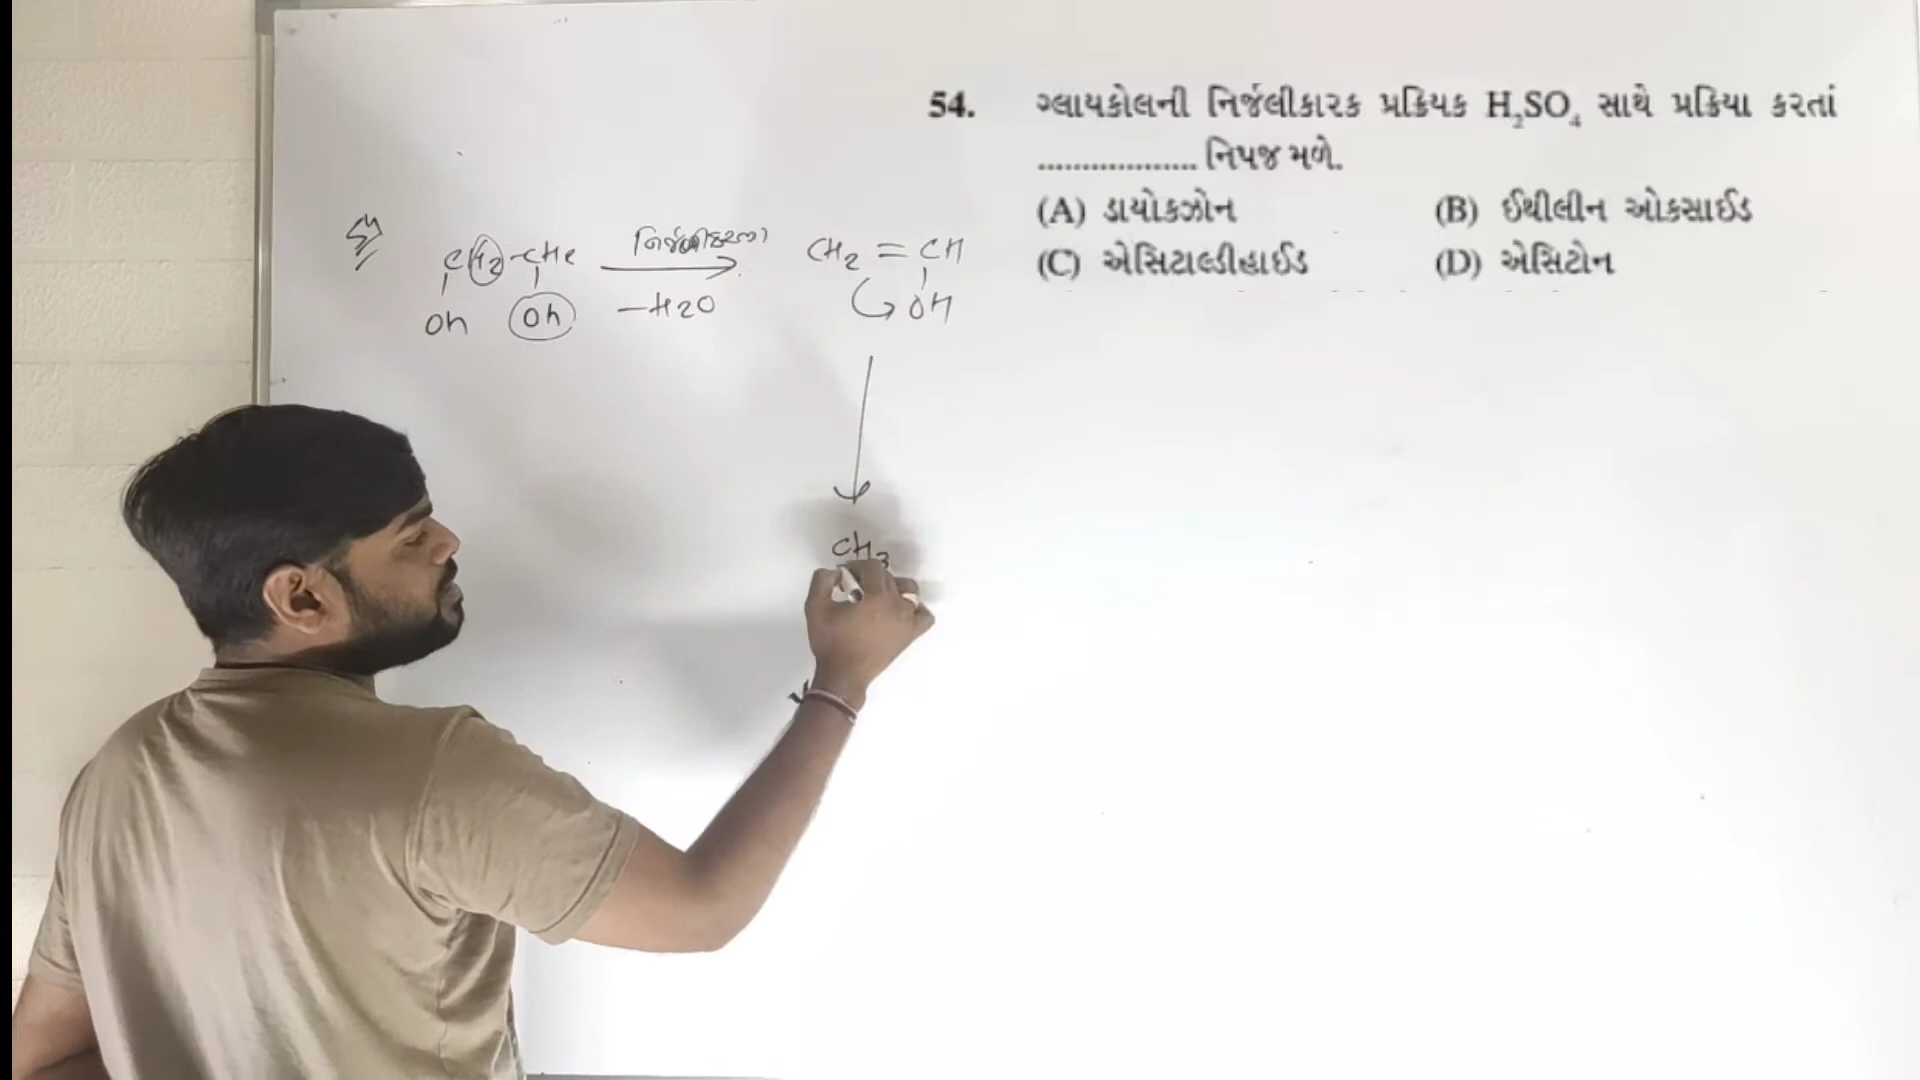 54. ગ્લાયકોલની નિર્જલીકારક પ્રક્રિયક H₂SO₄ સાથે પ્રક્રિયા કરતાં
.................. નિપજ મળે.
(A) ડાયોકઝોન (B) ઈથીલીન ઓકસાઈડ
(C) એસિટાલ્ડીહાઈડ (D) એસિટોન
CH2-CH2 CH2 = CH
OH OH -H2O OH
CH3